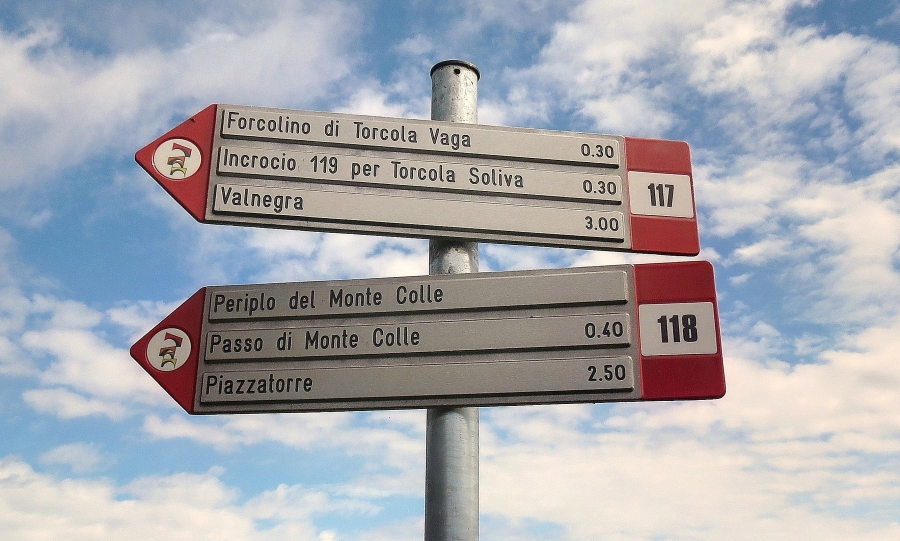 Forcolino di Torcola Vaga 0.30
Incrocio 119 per Torcola Soliva 0.30
Valnegra 3.00
117
Periplo del Monte Colle
Passo di Monte Colle 0.40
Piazzatorre 2.50
118